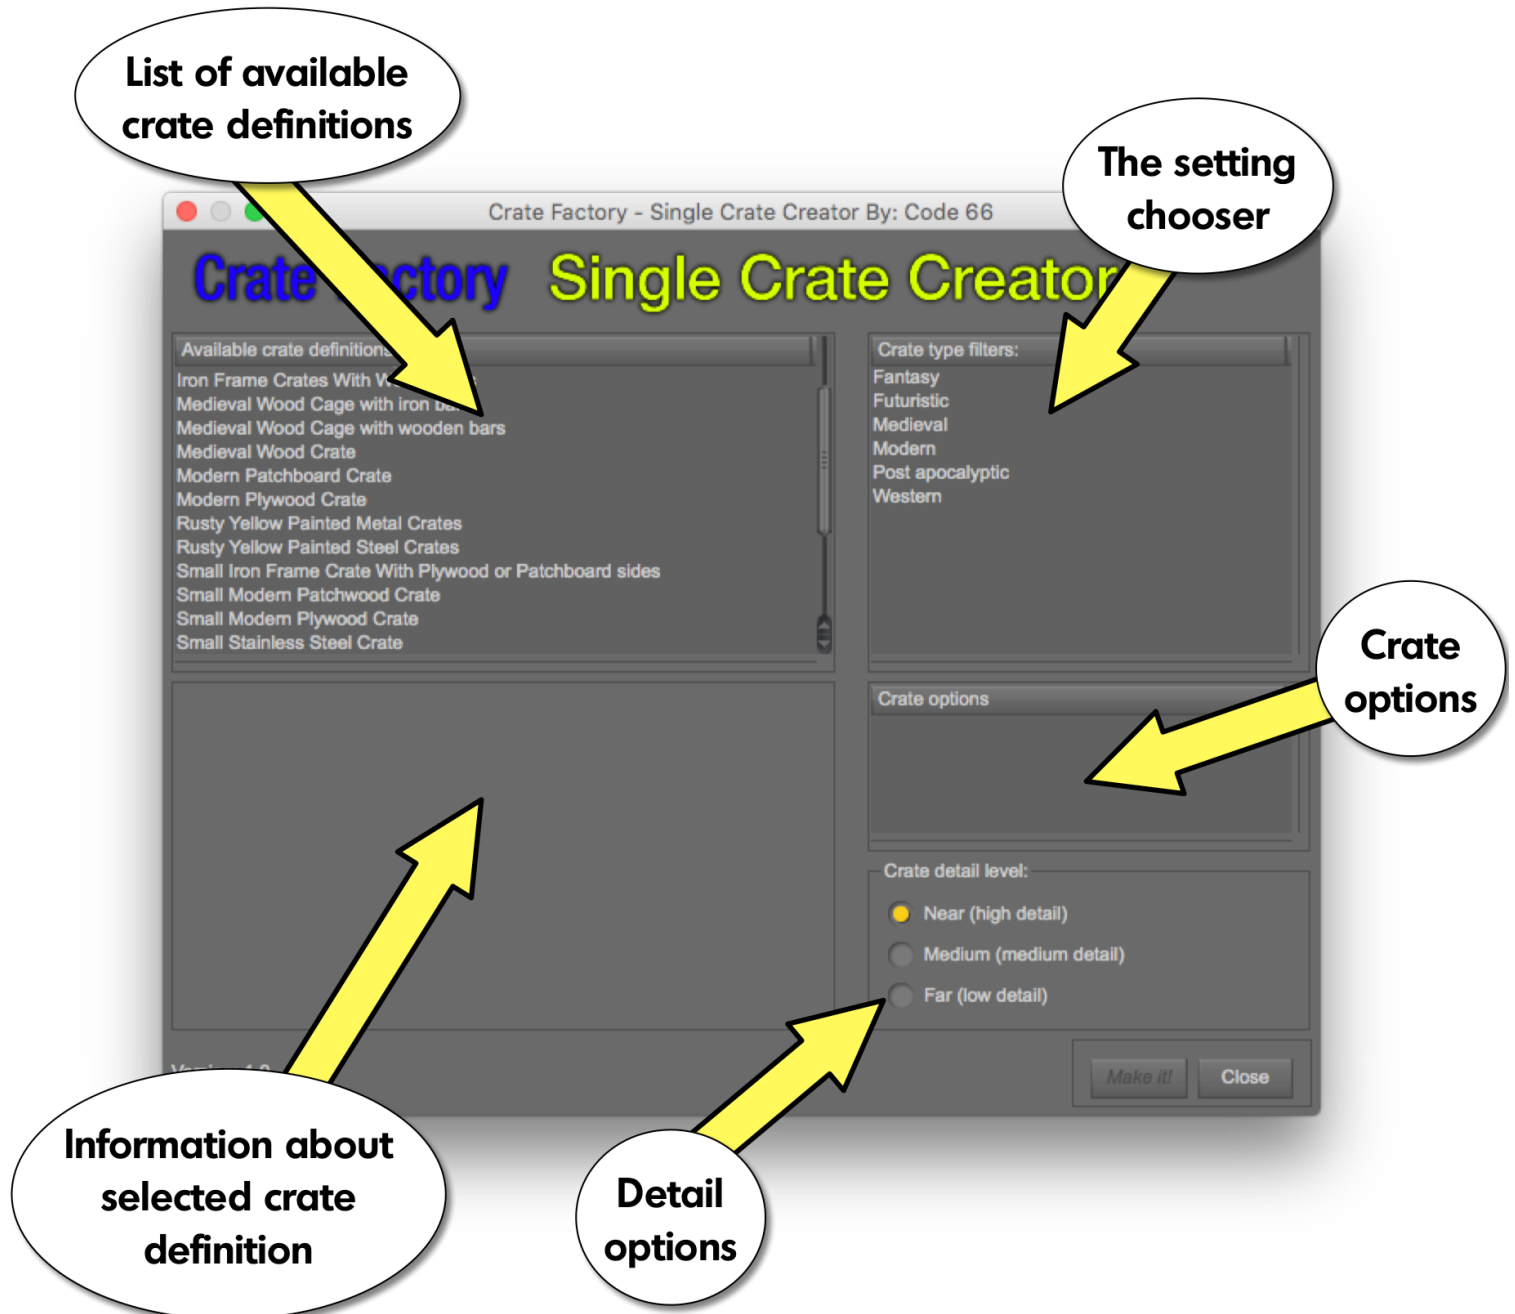 List of available
crate definitions
The setting
chooser
Crate Factory - Single Crate Creator By: Code 66
Crate Factory Single Crate Creator
Available crate definitions
Crate type filters:
Iron Frame Crates With
Medieval Wood Cage with iron
Medieval Wood Cage with wooden bars
Medieval Wood Crate
Modern Patchboard Crate
Modern Plywood Crate
Rusty Yellow Painted Metal Crates
Rusty Yellow Painted Steel Crates
Small Iron Frame Crate With Plywood or Patchboard sides
Small Modern Patchwood Crate
Small Modern Plywood Crate
Small Stainless Steel Crate
Fantasy
Futuristic
Medieval
Modern
Post apocalyptic
Western
Crate
options
Crate options
Crate detail level:
Near (high detail)
Medium (medium detail)
Far (low detail)
Make it!
Close
Information about
selected crate
definition
Detail
options